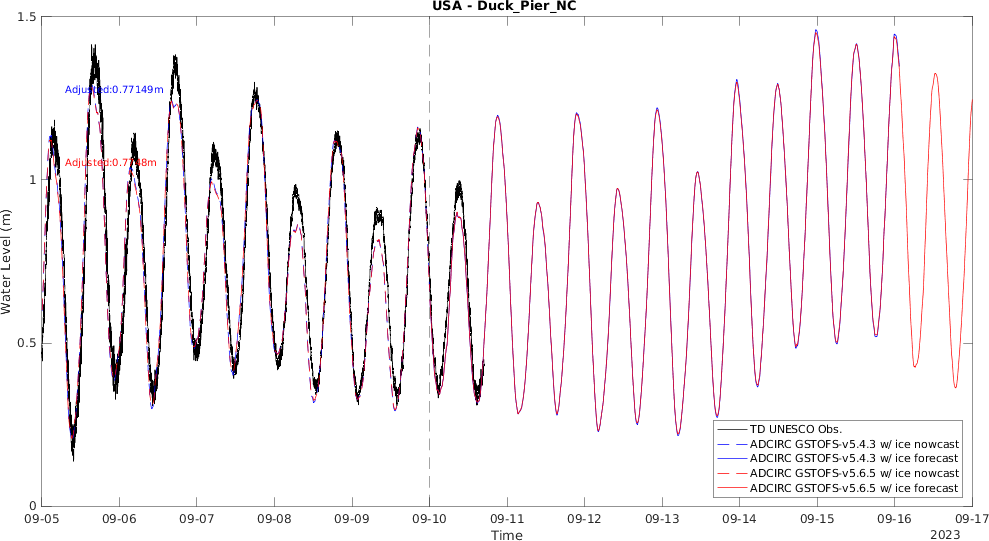 USA - Duck_Pier_NC
1.5
Adjusted:0.77149m
Adjusted:0.7748m
1
Water Level (m)
0.5
TD UNESCO Obs.
ADCIRC GSTOFS-v5.4.3 w/ ice nowcast
ADCIRC GSTOFS-v5.4.3 w/ ice forecast
ADCIRC GSTOFS-v5.6.5 w/ ice nowcast
ADCIRC GSTOFS-v5.6.5 w/ ice forecast
0
09-05 09-06 09-07 09-08 09-09 09-10 09-11 09-12 09-13 09-14 09-15 09-16 09-17
Time
2023